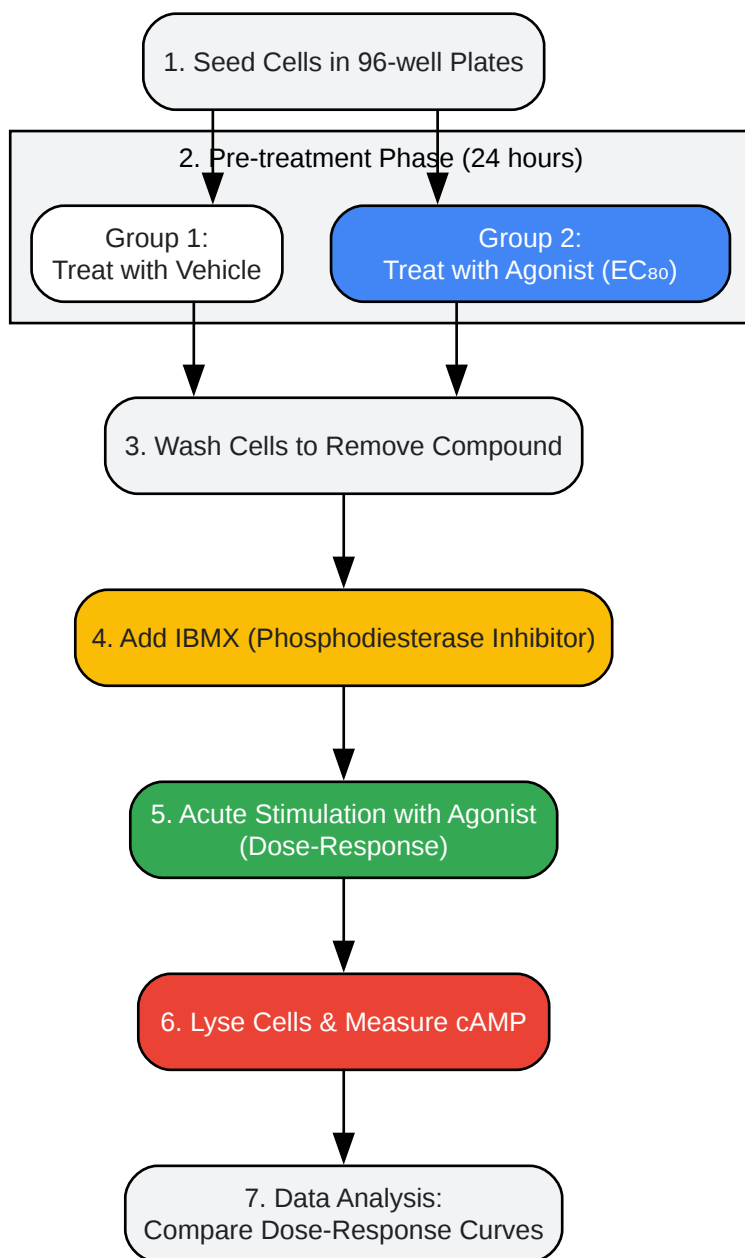 1. Seed Cells in 96-well Plates
2. Pre-treatment Phase (24 hours)
Group 1:
Treat with Vehicle
Group 2:
Treat with Agonist (EC₈₀)
3. Wash Cells to Remove Compound
4. Add IBMX (Phosphodiesterase Inhibitor)
5. Acute Stimulation with Agonist
(Dose-Response)
6. Lyse Cells & Measure cAMP
7. Data Analysis:
Compare Dose-Response Curves